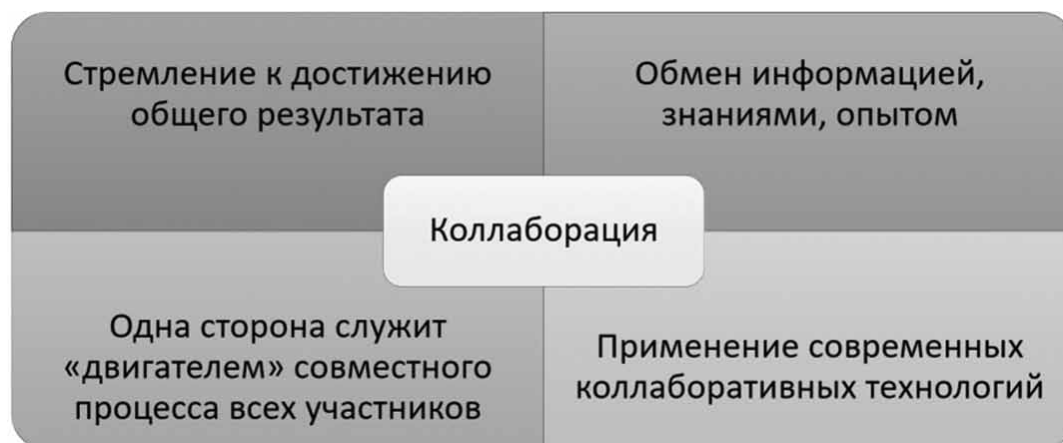 Стремление к достижению
общего результата
Обмен информацией,
знаниями, опытом
Коллаборация
Одна сторона служит
«двигателем» совместного
процесса всех участников
Применение современных
коллаборативных технологий